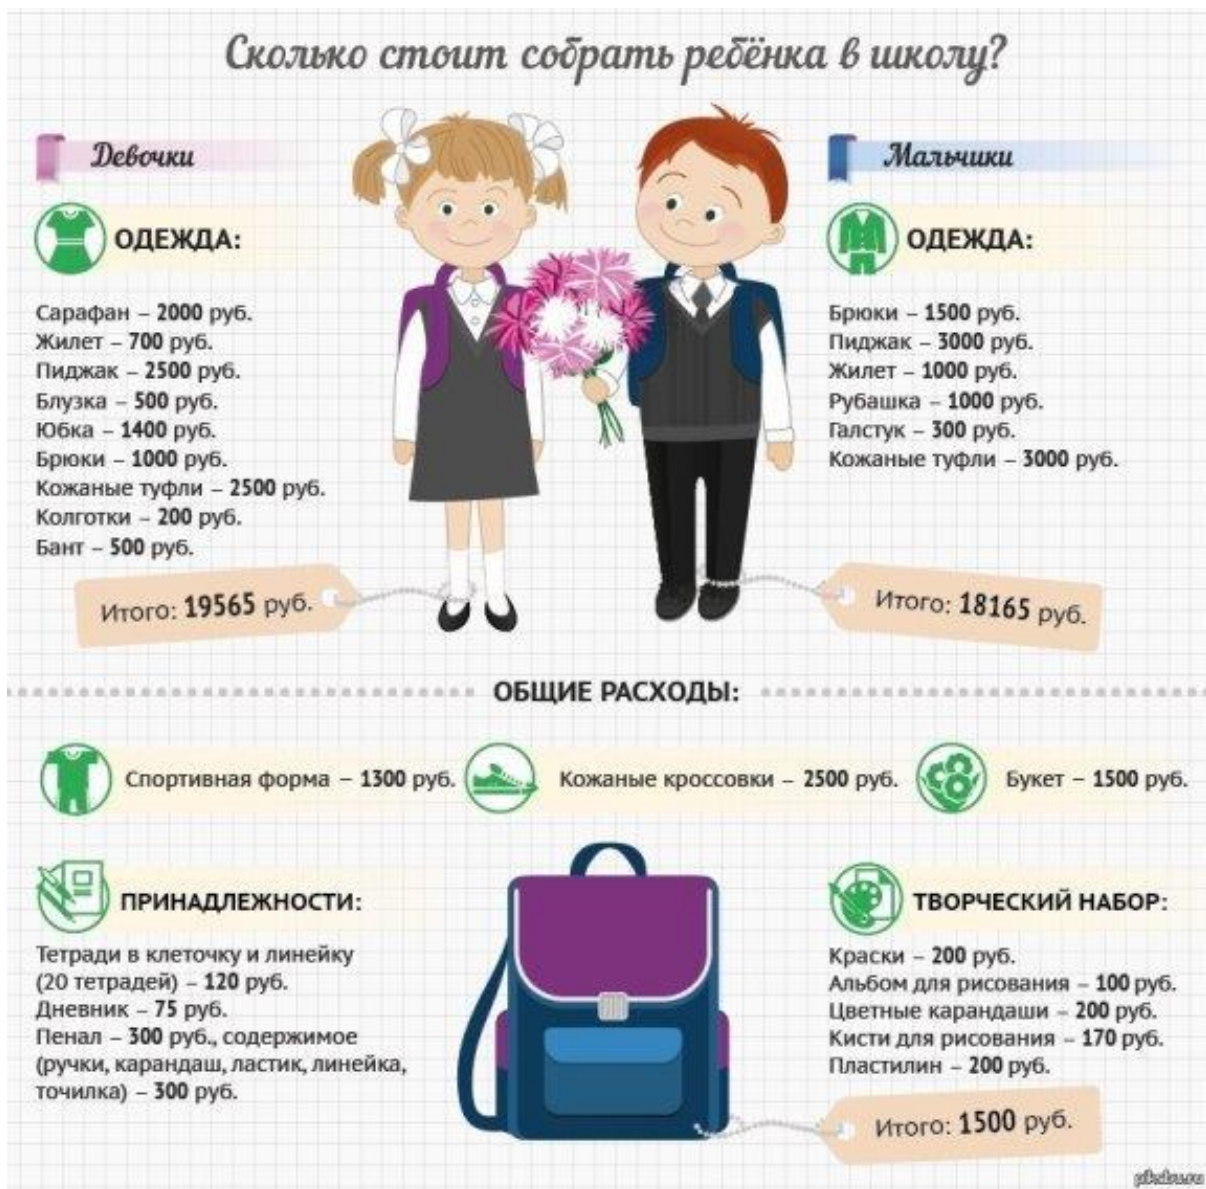 Сколько стоит собрать ребёнка в школу?
Девочки
ОДЕЖДА:
Сарафан – 2000 руб.
Жилет – 700 руб.
Пиджак – 2500 руб.
Блузка – 500 руб.
Юбка – 1400 руб.
Брюки – 1000 руб.
Кожаные туфли – 2500 руб.
Колготки – 200 руб.
Бант – 500 руб.
Итого: 19565 руб.
Мальчики
ОДЕЖДА:
Брюки – 1500 руб.
Пиджак – 3000 руб.
Жилет – 1000 руб.
Рубашка – 1000 руб.
Галстук – 300 руб.
Кожаные туфли – 3000 руб.
Итого: 18165 руб.
ОБЩИЕ РАСХОДЫ:
Спортивная форма – 1300 руб.
Кожаные кроссовки – 2500 руб.
Букет – 1500 руб.
ПРИНАДЛЕЖНОСТИ:
Тетради в клеточку и линейку
(20 тетрадей) – 120 руб.
Дневник – 75 руб.
Пенал – 300 руб., содержимое
(ручки, карандаш, ластик, линейка,
точилка) – 300 руб.
ТВОРЧЕСКИЙ НАБОР:
Краски – 200 руб.
Альбом для рисования – 100 руб.
Цветные карандаши – 200 руб.
Кисти для рисования – 170 руб.
Пластилин – 200 руб.
Итого: 1500 руб.
pikabu.ru